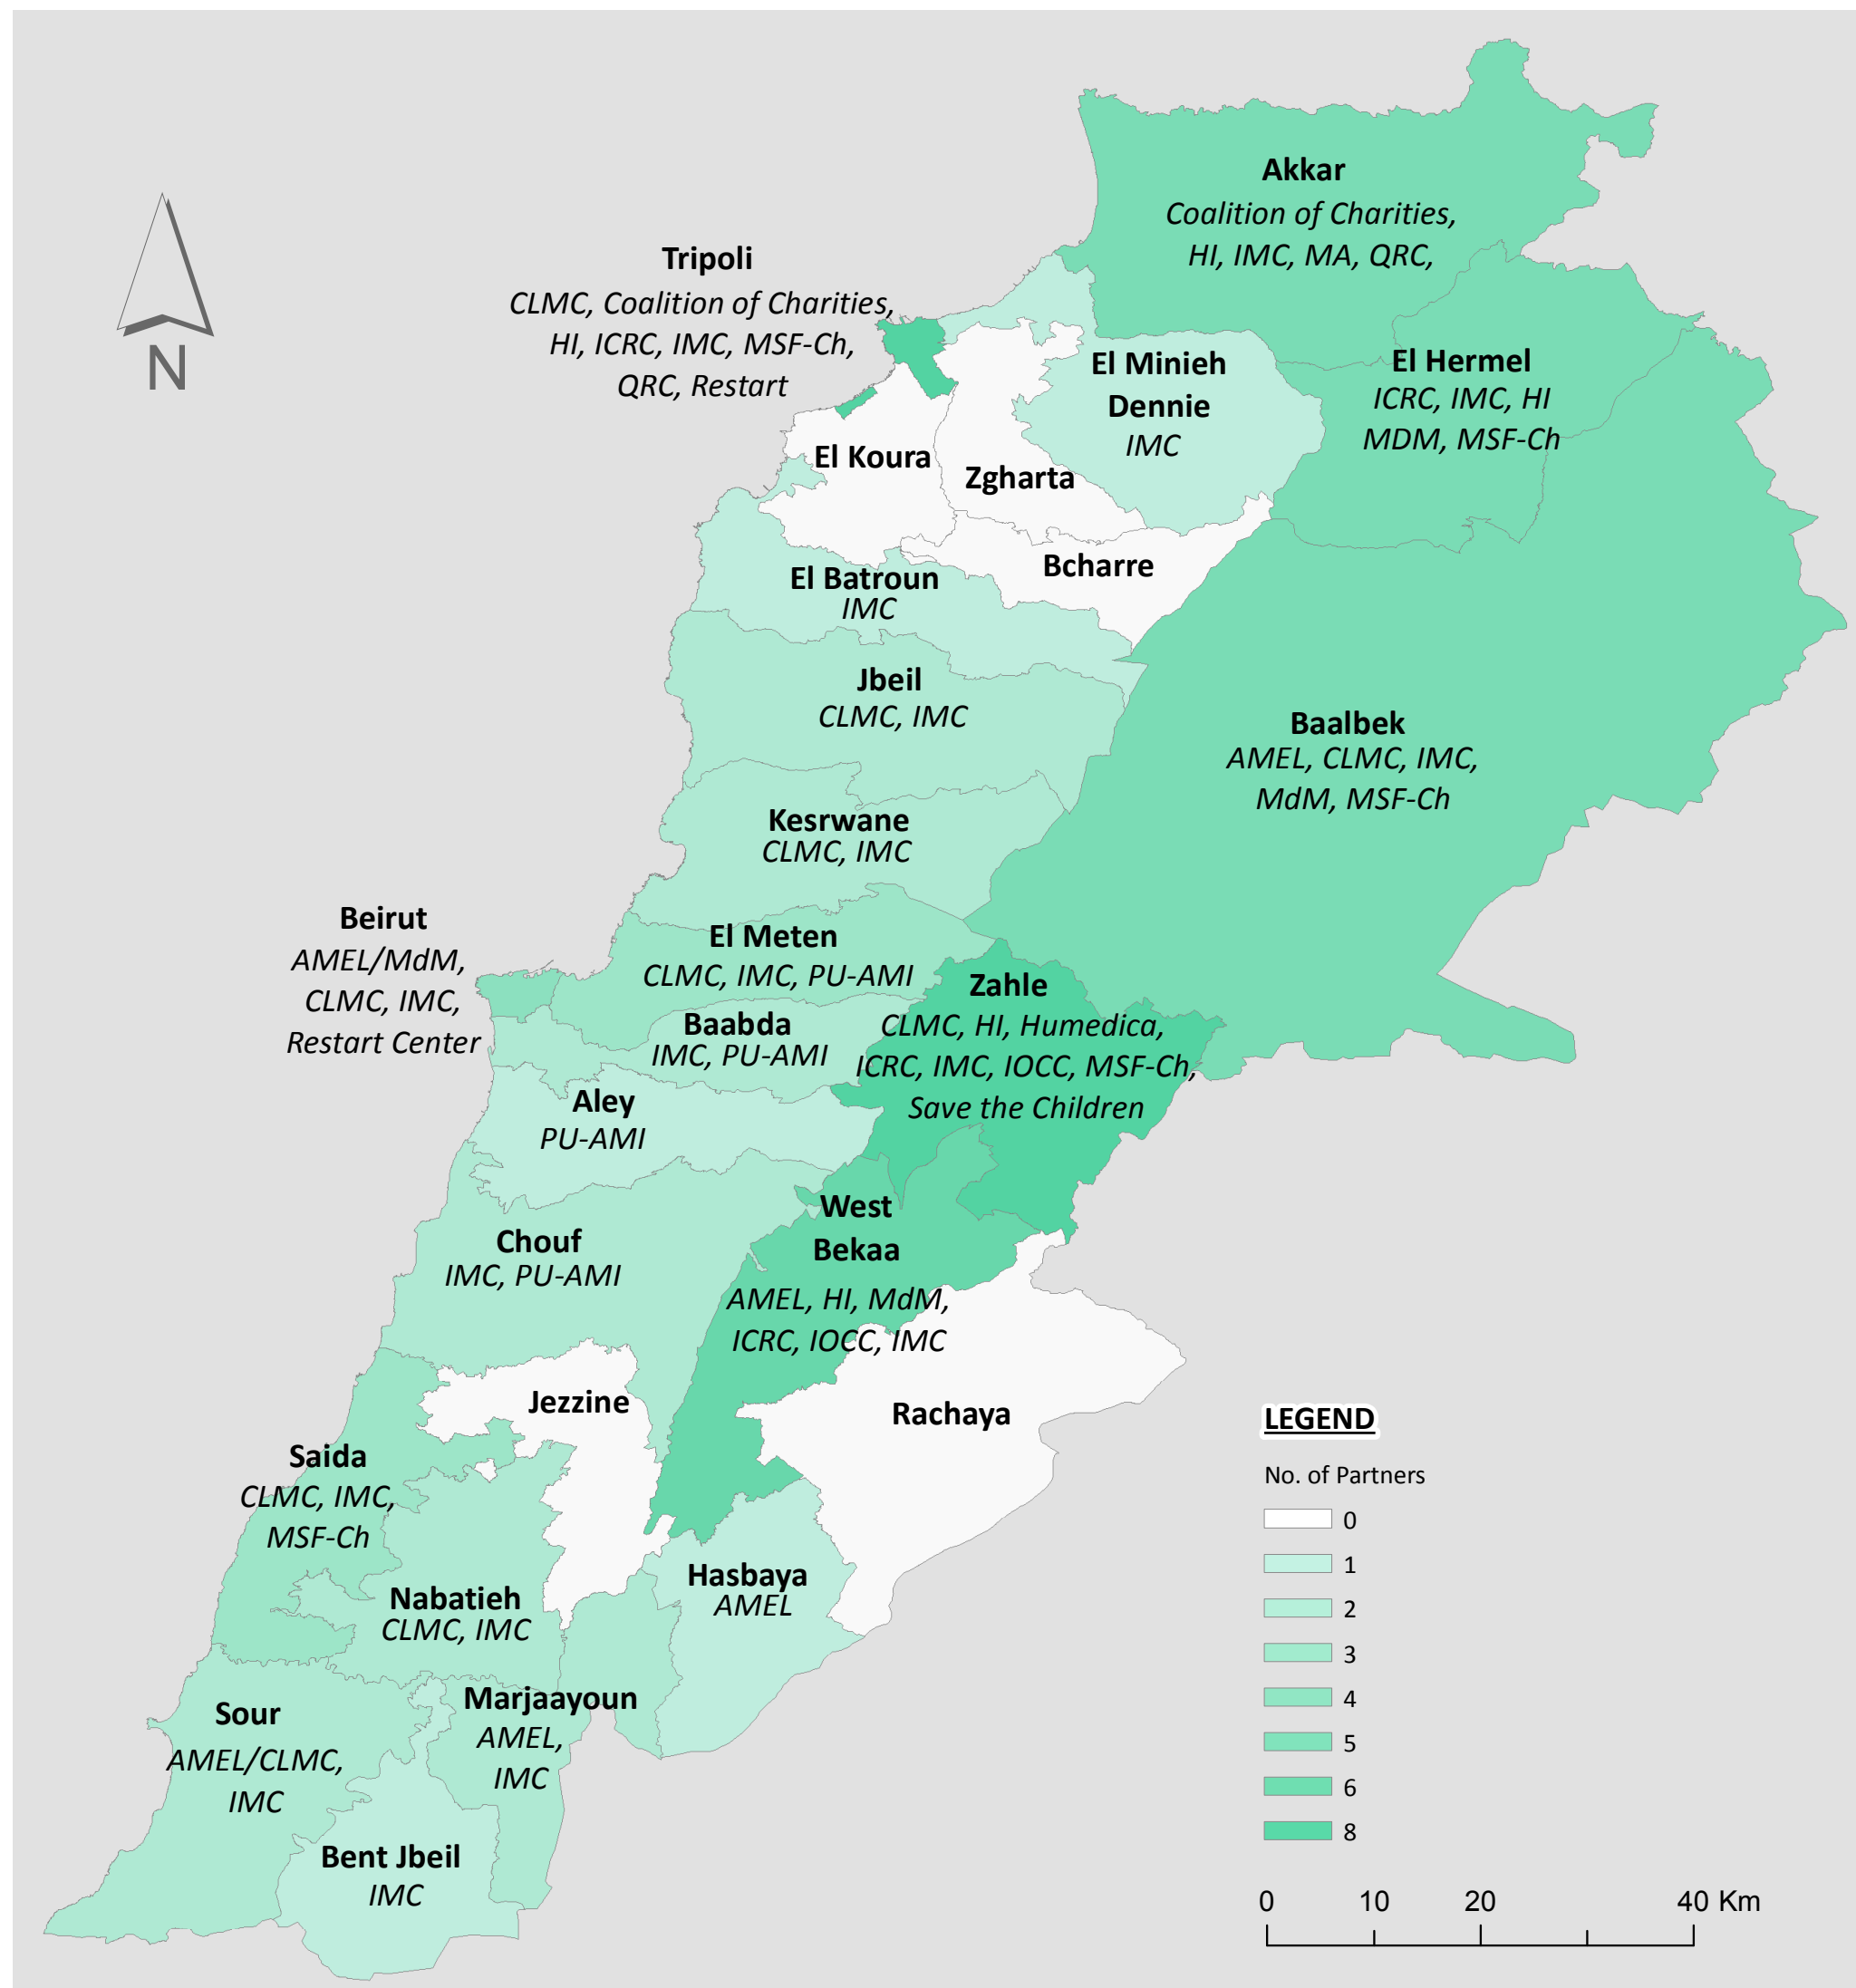 Akkar
Coalition of Charities,
HI, IMC, MA, QRC,
Tripoli
CLMC, Coalition of Charities,
HI, ICRC, IMC, MSF-Ch,
QRC, Restart
N
El Minieh
Dennie
IMC
El Hermel
ICRC, IMC, HI
MDM, MSF-Ch
El Koura
Zgharta
Bcharre
El Batroun
IMC
Jbeil
CLMC, IMC
Baalbek
AMEL, CLMC, IMC,
MdM, MSF-Ch
Kesrwane
CLMC, IMC
Beirut
AMEL/MdM,
CLMC, IMC,
Restart Center
El Meten
CLMC, IMC, PU-AMI
Zahle
CLMC, HI, Humedica,
ICRC, IMC, IOCC, MSF-Ch,
Save the Children
Baabda
IMC, PU-AMI
Aley
PU-AMI
West
Bekaa
AMEL, HI, MdM,
ICRC, IOCC, IMC
Chouf
IMC, PU-AMI
Jezzine
Rachaya
Saida
CLMC, IMC,
MSF-Ch
Hasbaya
AMEL
Nabatieh
CLMC, IMC
Marjaayoun
AMEL,
IMC
Sour
AMEL/CLMC,
IMC
Bent Jbeil
IMC
LEGEND
No. of Partners
0
1
2
3
4
5
6
8
0 10 20 40 Km